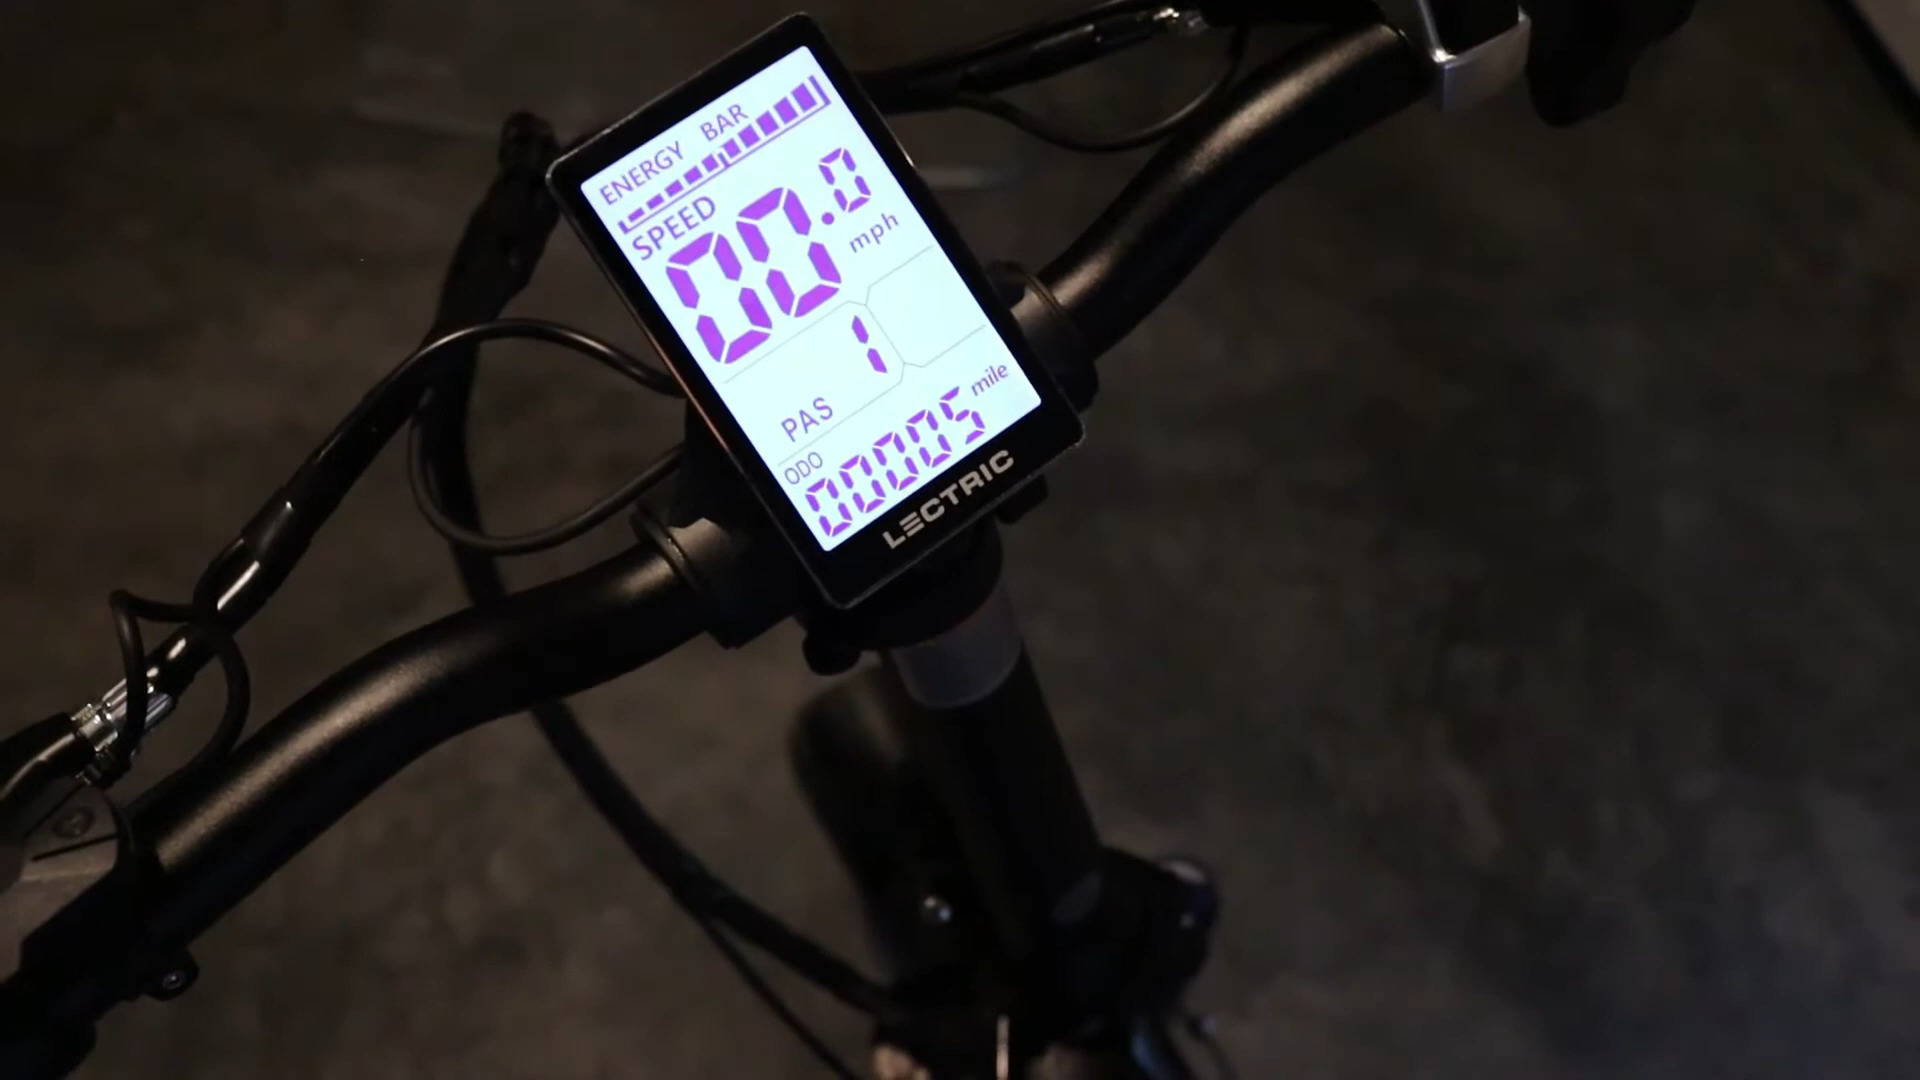 ENERGY BAR
SPEED
00.0
mph
1
PAS
ODO
00005 mile
LECTRIC